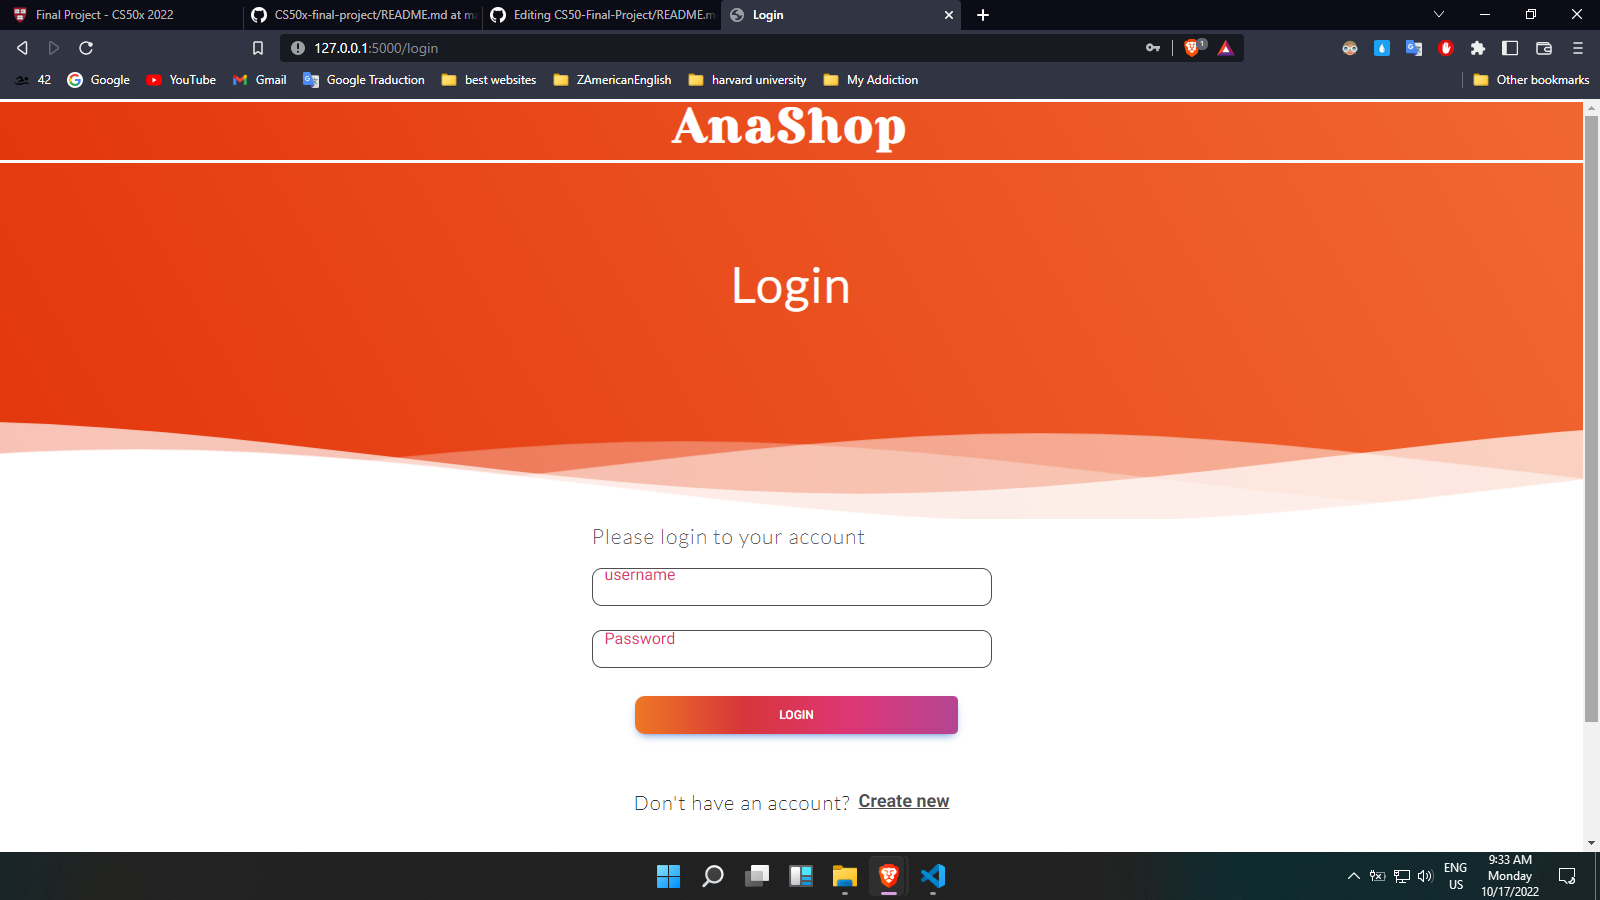 Final Project - CS50x 2022
CS50x-final-project/README.md at ma
Editing CS50-Final-Project/README.m
Login
127.0.0.1:5000/login
1
42
Google
YouTube
Gmail
Google Traduction
best websites
ZAmericanEnglish
harvard university
My Addiction
Other bookmarks
AnaShop
Login
Please login to your account
username
Password
LOGIN
Don't have an account? Create new
ENG
US
9:33 AM
Monday
10/17/2022